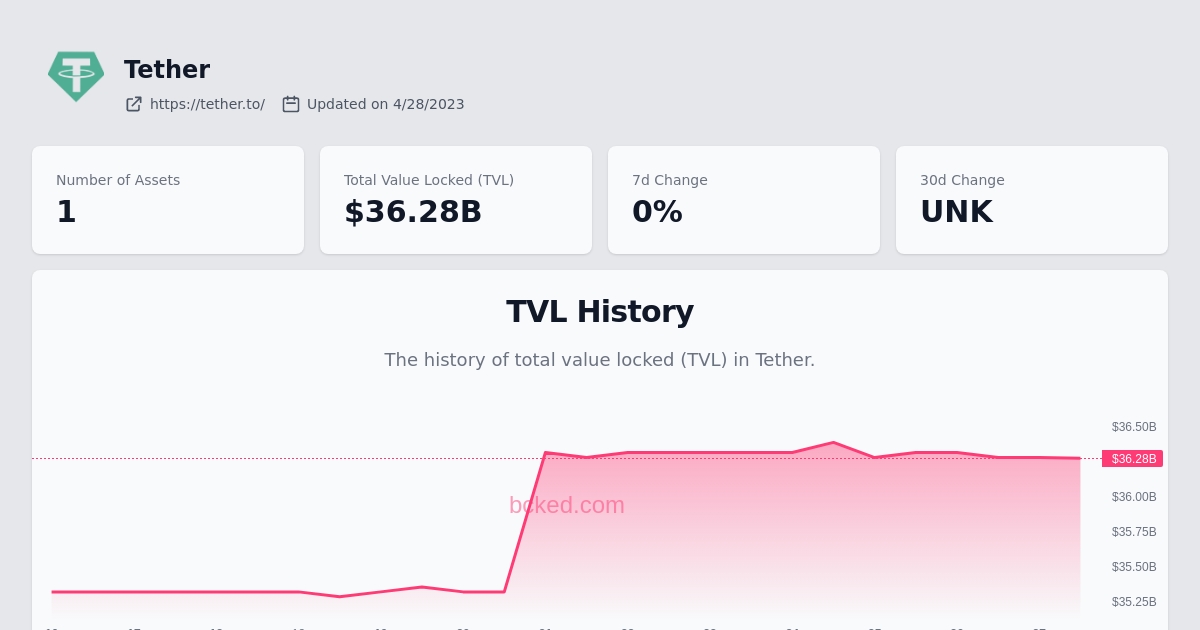 Tether
https://tether.to/ Updated on 4/28/2023
Number of Assets
1
Total Value Locked (TVL)
$36.28B
7d Change
0%
30d Change
UNK
TVL History
The history of total value locked (TVL) in Tether.
$36.50B
$36.28B
$36.00B
$35.75B
$35.50B
$35.25B
bcked.com